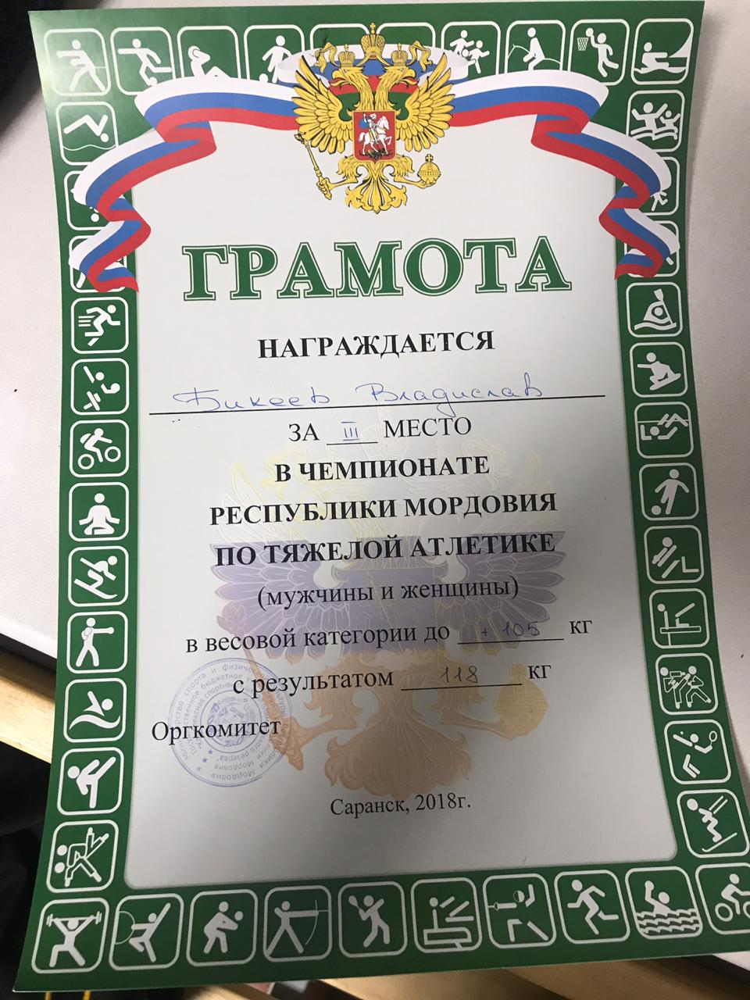 ГРАМОТА
НАГРАЖДАЕТСЯ
Бикеев Владислав
ЗА III МЕСТО
В ЧЕМПИОНАТЕ
РЕСПУБЛИКИ МОРДОВИЯ
ПО ТЯЖЕЛОЙ АТЛЕТИКЕ
(мужчины и женщины)
в весовой категории до +105 кг
с результатом 118 кг
Оргкомитет
Саранск, 2018г.